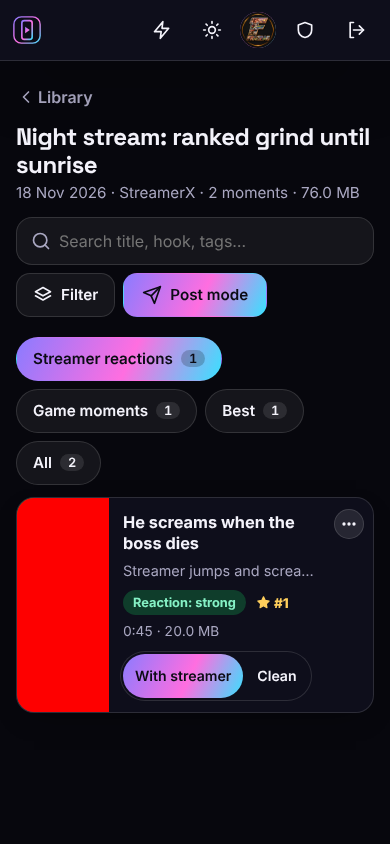 Library
Night stream: ranked grind until
sunrise
18 Nov 2026 · StreamerX · 2 moments · 76.0 MB
Search title, hook, tags...
Filter
Post mode
Streamer reactions 1
Game moments 1
Best 1
All 2
He screams when the
boss dies
Streamer jumps and screa...
Reaction: strong
#1
0:45 · 20.0 MB
With streamer
Clean